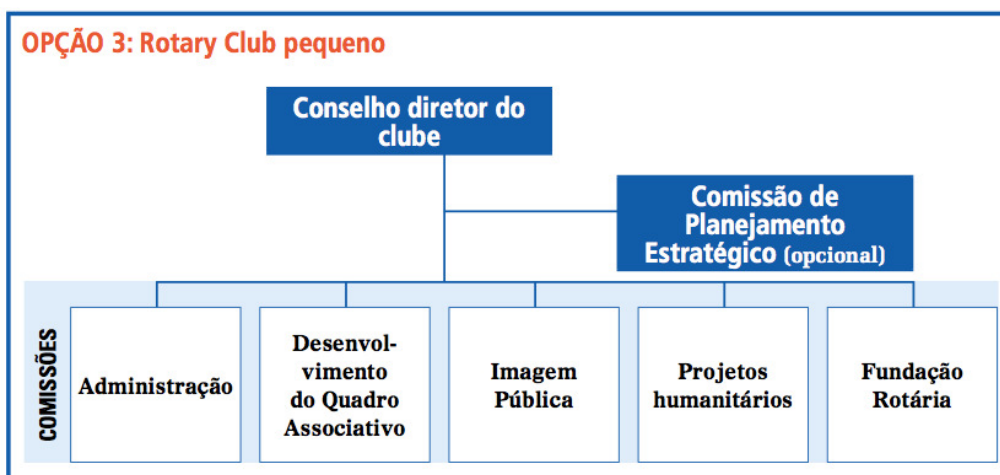 OPÇÃO 3: Rotary Club pequeno
Conselho diretor do
clube
Comissão de
Planejamento
Estratégico (opcional)
COMISSÕES
Administração
Desenvol-
vimento
do Quadro
Associativo
Imagem
Pública
Projetos
humanitários
Fundação
Rotária